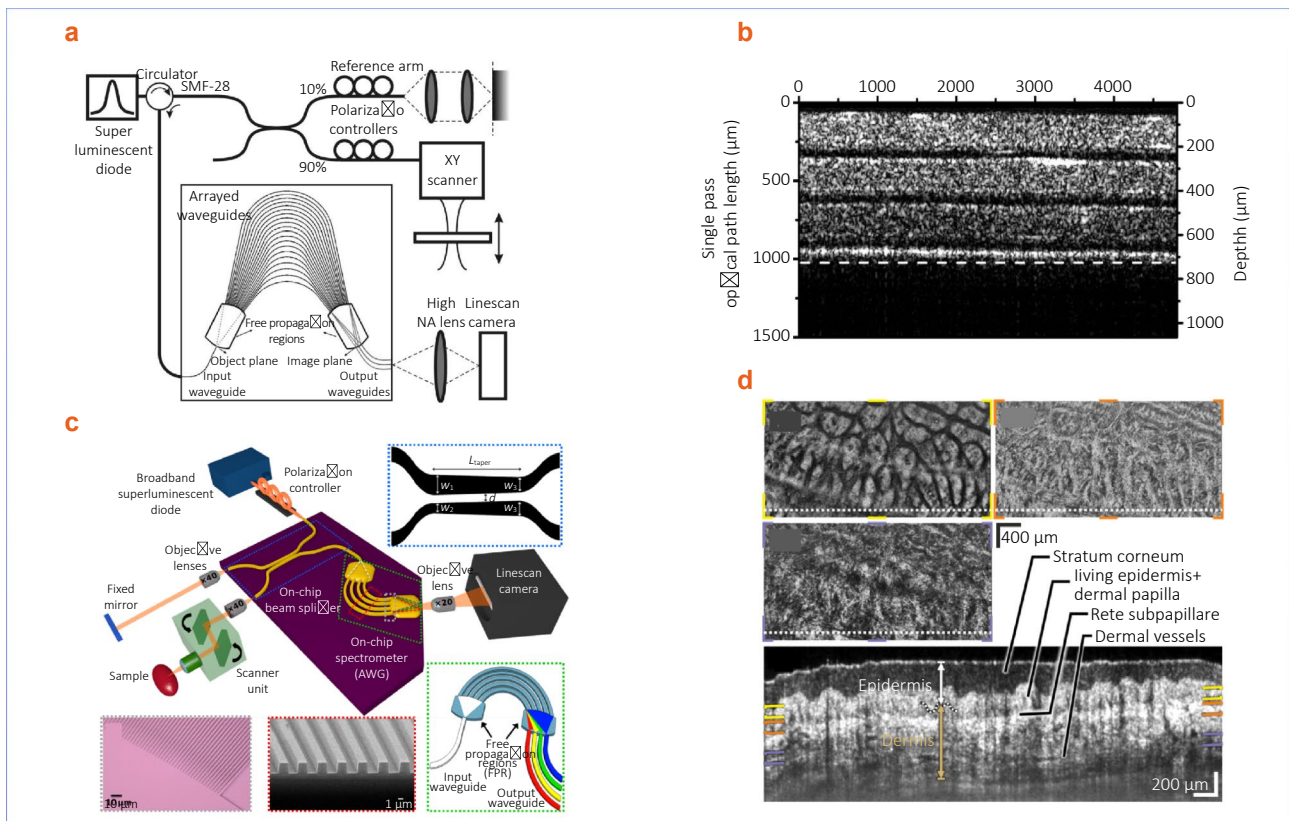 a
Circulator
SMF-28
Super
luminescent
diode
10%
Reference arm
Polariza☒o
controllers
90%
XY
scanner
Arrayed
waveguides
Free propaga☒on
regions
Object plane
Image plane
Input
waveguide
Output
waveguides
High
NA lens
Linescan
camera
b
0 1000 2000 3000 4000
0
500
1000
1500
Single pass
op☒cal path length (µm)
0
200
400
600
800
1000
Depthh (µm)
c
Broadband
superluminescent
diode
Polariza☒on
controller
Objec☒ve
lenses
×40
×40
Fixed
mirror
Sample
Scanner
unit
On-chip
beam spli☒er
On-chip
spectrometer
(AWG)
Objec☒ve
lens
×20
Linescan
camera
Ltaper
W1
W3
d
W2
W3
10 µm
1 µm
Input
waveguide
Free
propaga☒on
regions
(FPR)
Output
waveguide
d
400 µm
Stratum corneum
living epidermis+
dermal papilla
Rete subpapillare
Dermal vessels
Epidermis
Dermis
200 µm